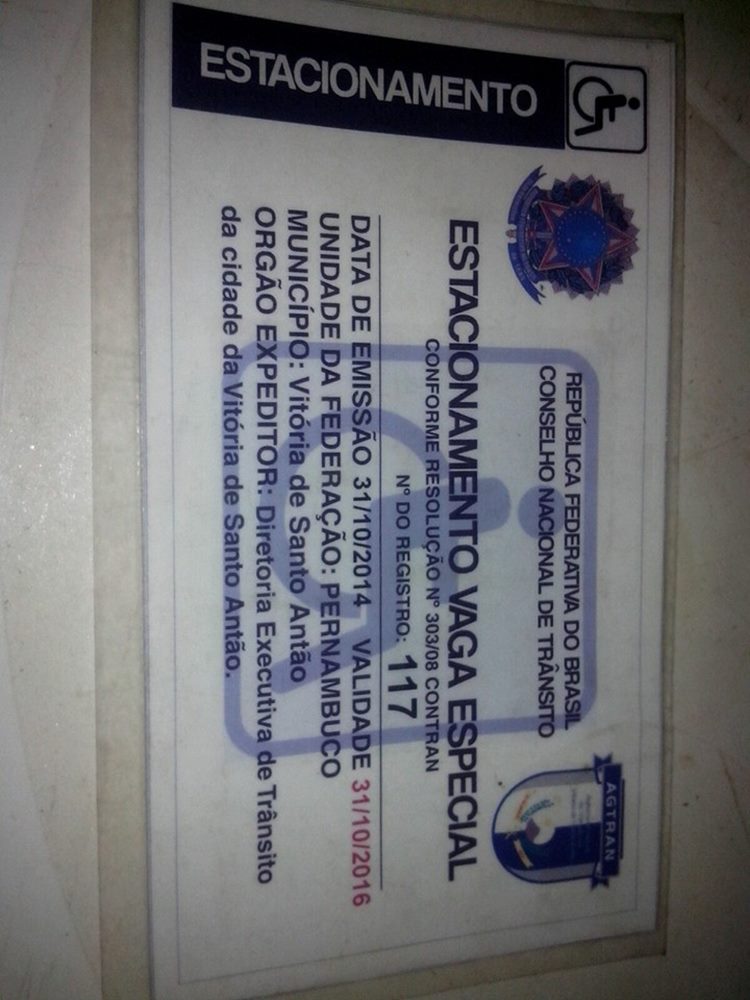 ESTACIONAMENTO
REPÚBLICA FEDERATIVA DO BRASIL
CONSELHO NACIONAL DE TRÂNSITO
AGTRAN
ESTACIONAMENTO VAGA ESPECIAL
CONFORME RESOLUÇÃO Nº 303/08 CONTRAN
Nº DO REGISTRO: 117
DATA DE EMISSÃO 31/10/2014 VALIDADE 31/10/2016
UNIDADE DA FEDERAÇÃO: PERNAMBUCO
MUNICÍPIO: Vitória de Santo Antão
ORGÃO EXPEDITOR: Diretoria Executiva de Trânsito
da cidade da Vitória de Santo Antão.